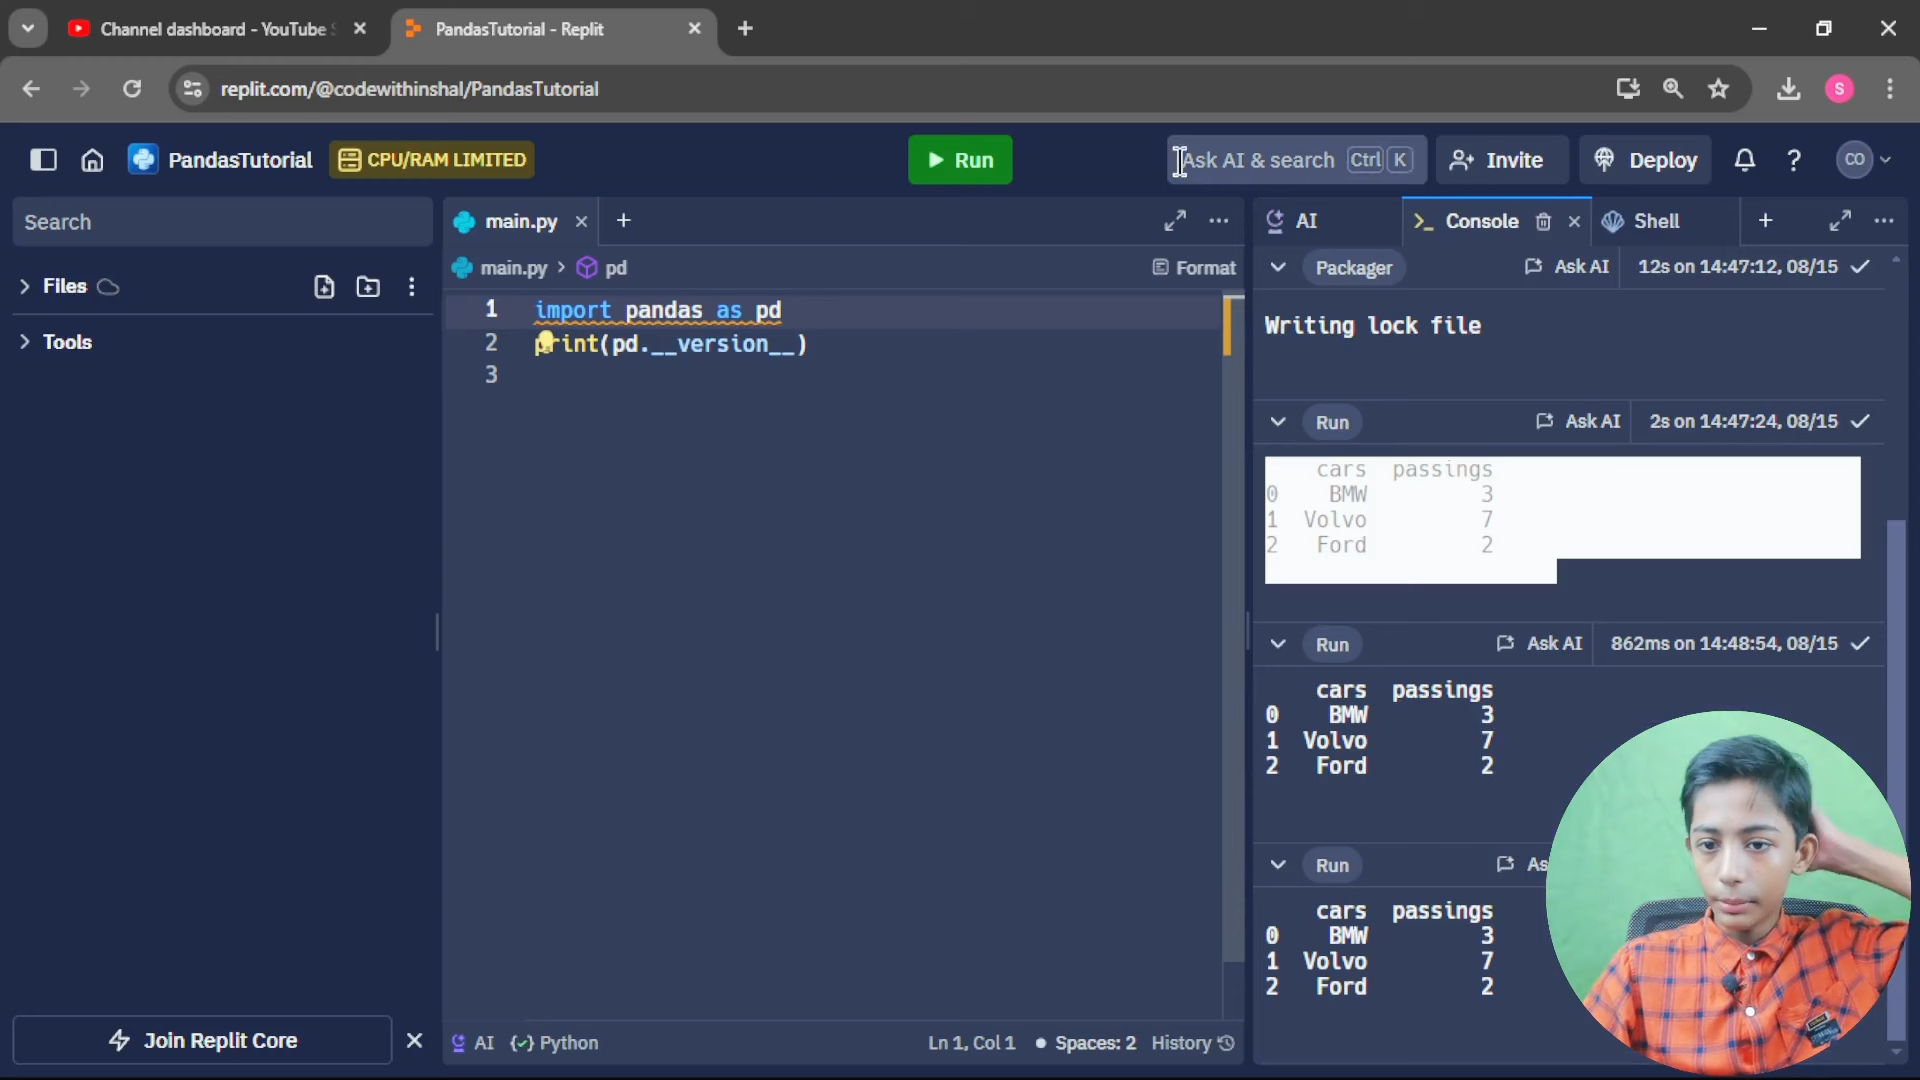 Channel dashboard - YouTube S
PandasTutorial - Replit
replit.com/@codewithinshal/PandasTutorial
S
PandasTutorial
CPU/RAM LIMITED
Run
Ask AI & search Ctrl K
Invite
Deploy
CO
Search
main.py
AI
Console
Shell
Files
Tools
main.py > pd
Format
1 import pandas as pd
2 print(pd.__version__)
3
Packager
Ask AI
12s on 14:47:12, 08/15
Writing lock file
Run
Ask AI
2s on 14:47:24, 08/15
cars passings
0 BMW 3
1 Volvo 7
2 Ford 2
Run
Ask AI
862ms on 14:48:54, 08/15
cars passings
0 BMW 3
1 Volvo 7
2 Ford 2
Run
As
cars passings
0 BMW 3
1 Volvo 7
2 Ford 2
Join Replit Core
AI
Python
Ln 1, Col 1
Spaces: 2
History